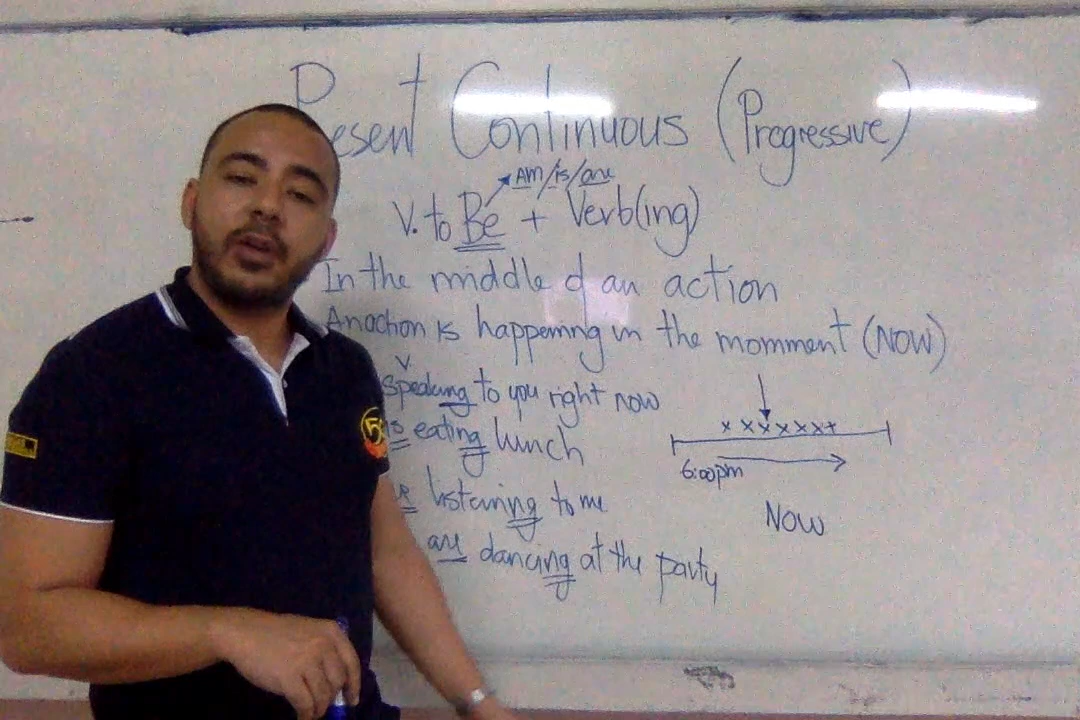 Present Continuous (Progressive)
Am/is/are
V. to Be + Verb(ing)
In the middle of an action
An action is happening in the momment (NOW)
speaking to you right now
is eating lunch
listening to me
are dancing at the party
x x x x x x x
6:00pm
Now